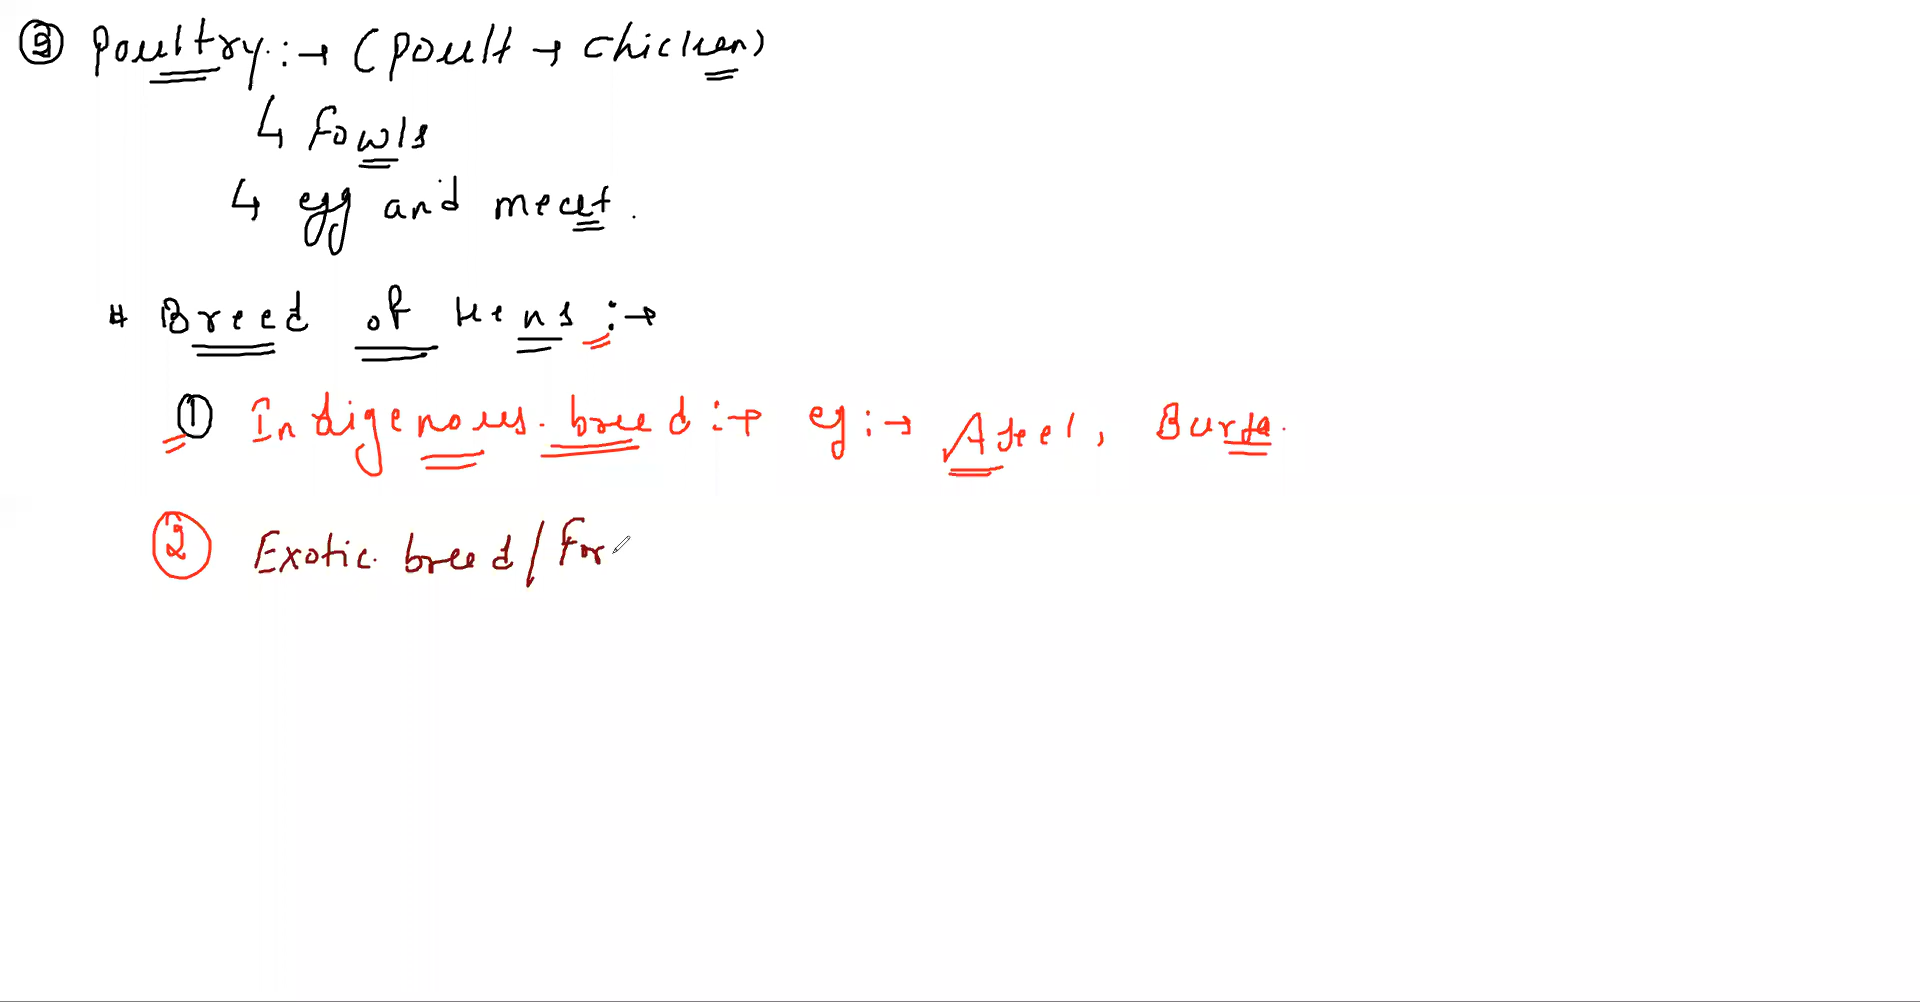 ③ Poultry :→ (Poult → chicken)
↳ Fowls
↳ egg and meat.
# Breed of Hens :→
① Indigenous breed :→ eg :→ Aseel, Bursa.
② Exotic breed / For